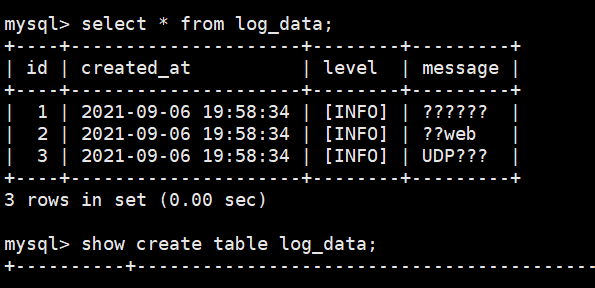 mysql> select * from log_data;
+----+---------------------+--------+---------+
| id | created_at          | level  | message |
+----+---------------------+--------+---------+
|  1 | 2021-09-06 19:58:34 | [INFO] | ??????  |
|  2 | 2021-09-06 19:58:34 | [INFO] | ??web   |
|  3 | 2021-09-06 19:58:34 | [INFO] | UDP???  |
+----+---------------------+--------+---------+
3 rows in set (0.00 sec)
mysql> show create table log_data;
+----------+-----------------------------------------